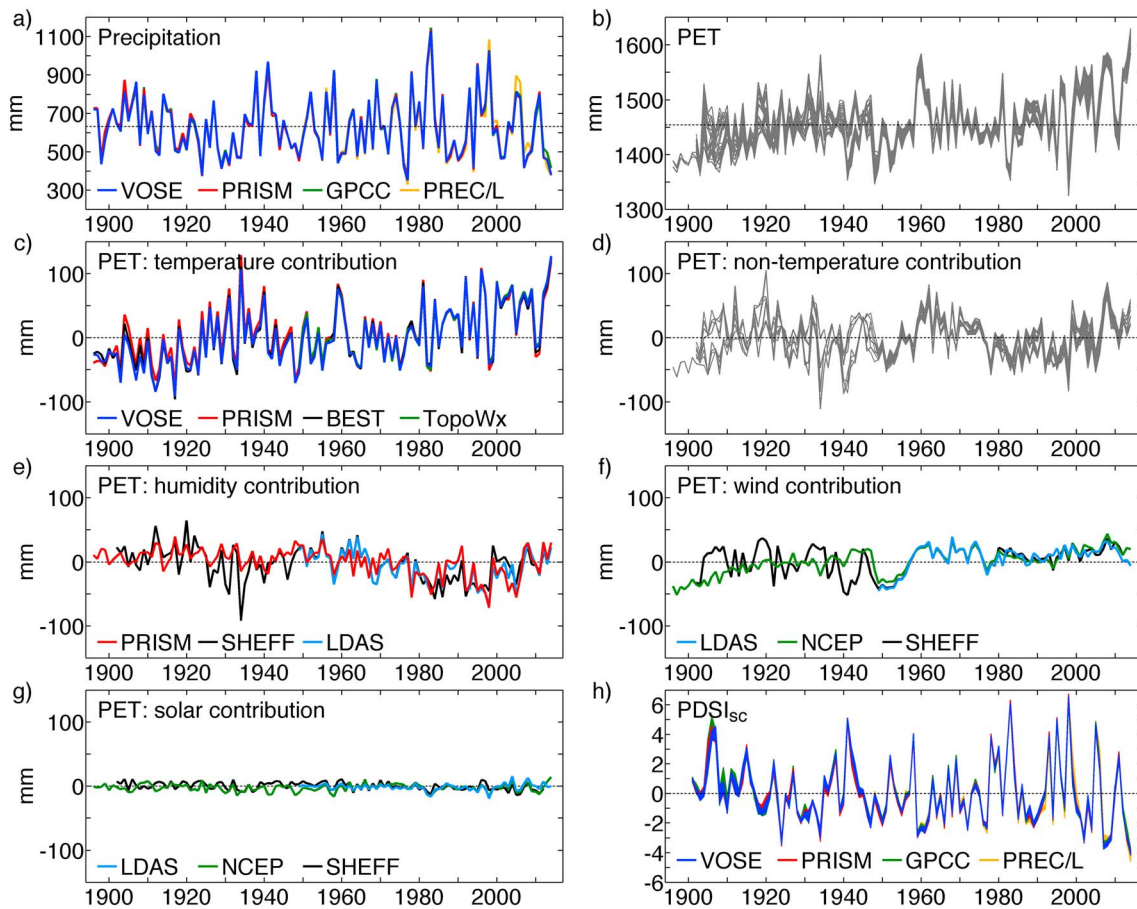 a)
Precipitation
1100
900
700
500
300
mm
VOSE PRISM GPCC PREC/L
1900 1920 1940 1960 1980 2000
b)
PET
1600
1500
1400
1300
mm
1900 1920 1940 1960 1980 2000
c)
PET: temperature contribution
100
0
-100
mm
VOSE PRISM BEST TopoWx
1900 1920 1940 1960 1980 2000
d)
PET: non-temperature contribution
100
0
-100
mm
1900 1920 1940 1960 1980 2000
e)
PET: humidity contribution
100
0
-100
mm
PRISM SHEFF LDAS
1900 1920 1940 1960 1980 2000
f)
PET: wind contribution
100
0
-100
mm
LDAS NCEP SHEFF
1900 1920 1940 1960 1980 2000
g)
PET: solar contribution
100
0
-100
mm
LDAS NCEP SHEFF
1900 1920 1940 1960 1980 2000
h)
PDSIsc
6
4
2
0
-2
-4
-6
VOSE PRISM GPCC PREC/L
1900 1920 1940 1960 1980 2000